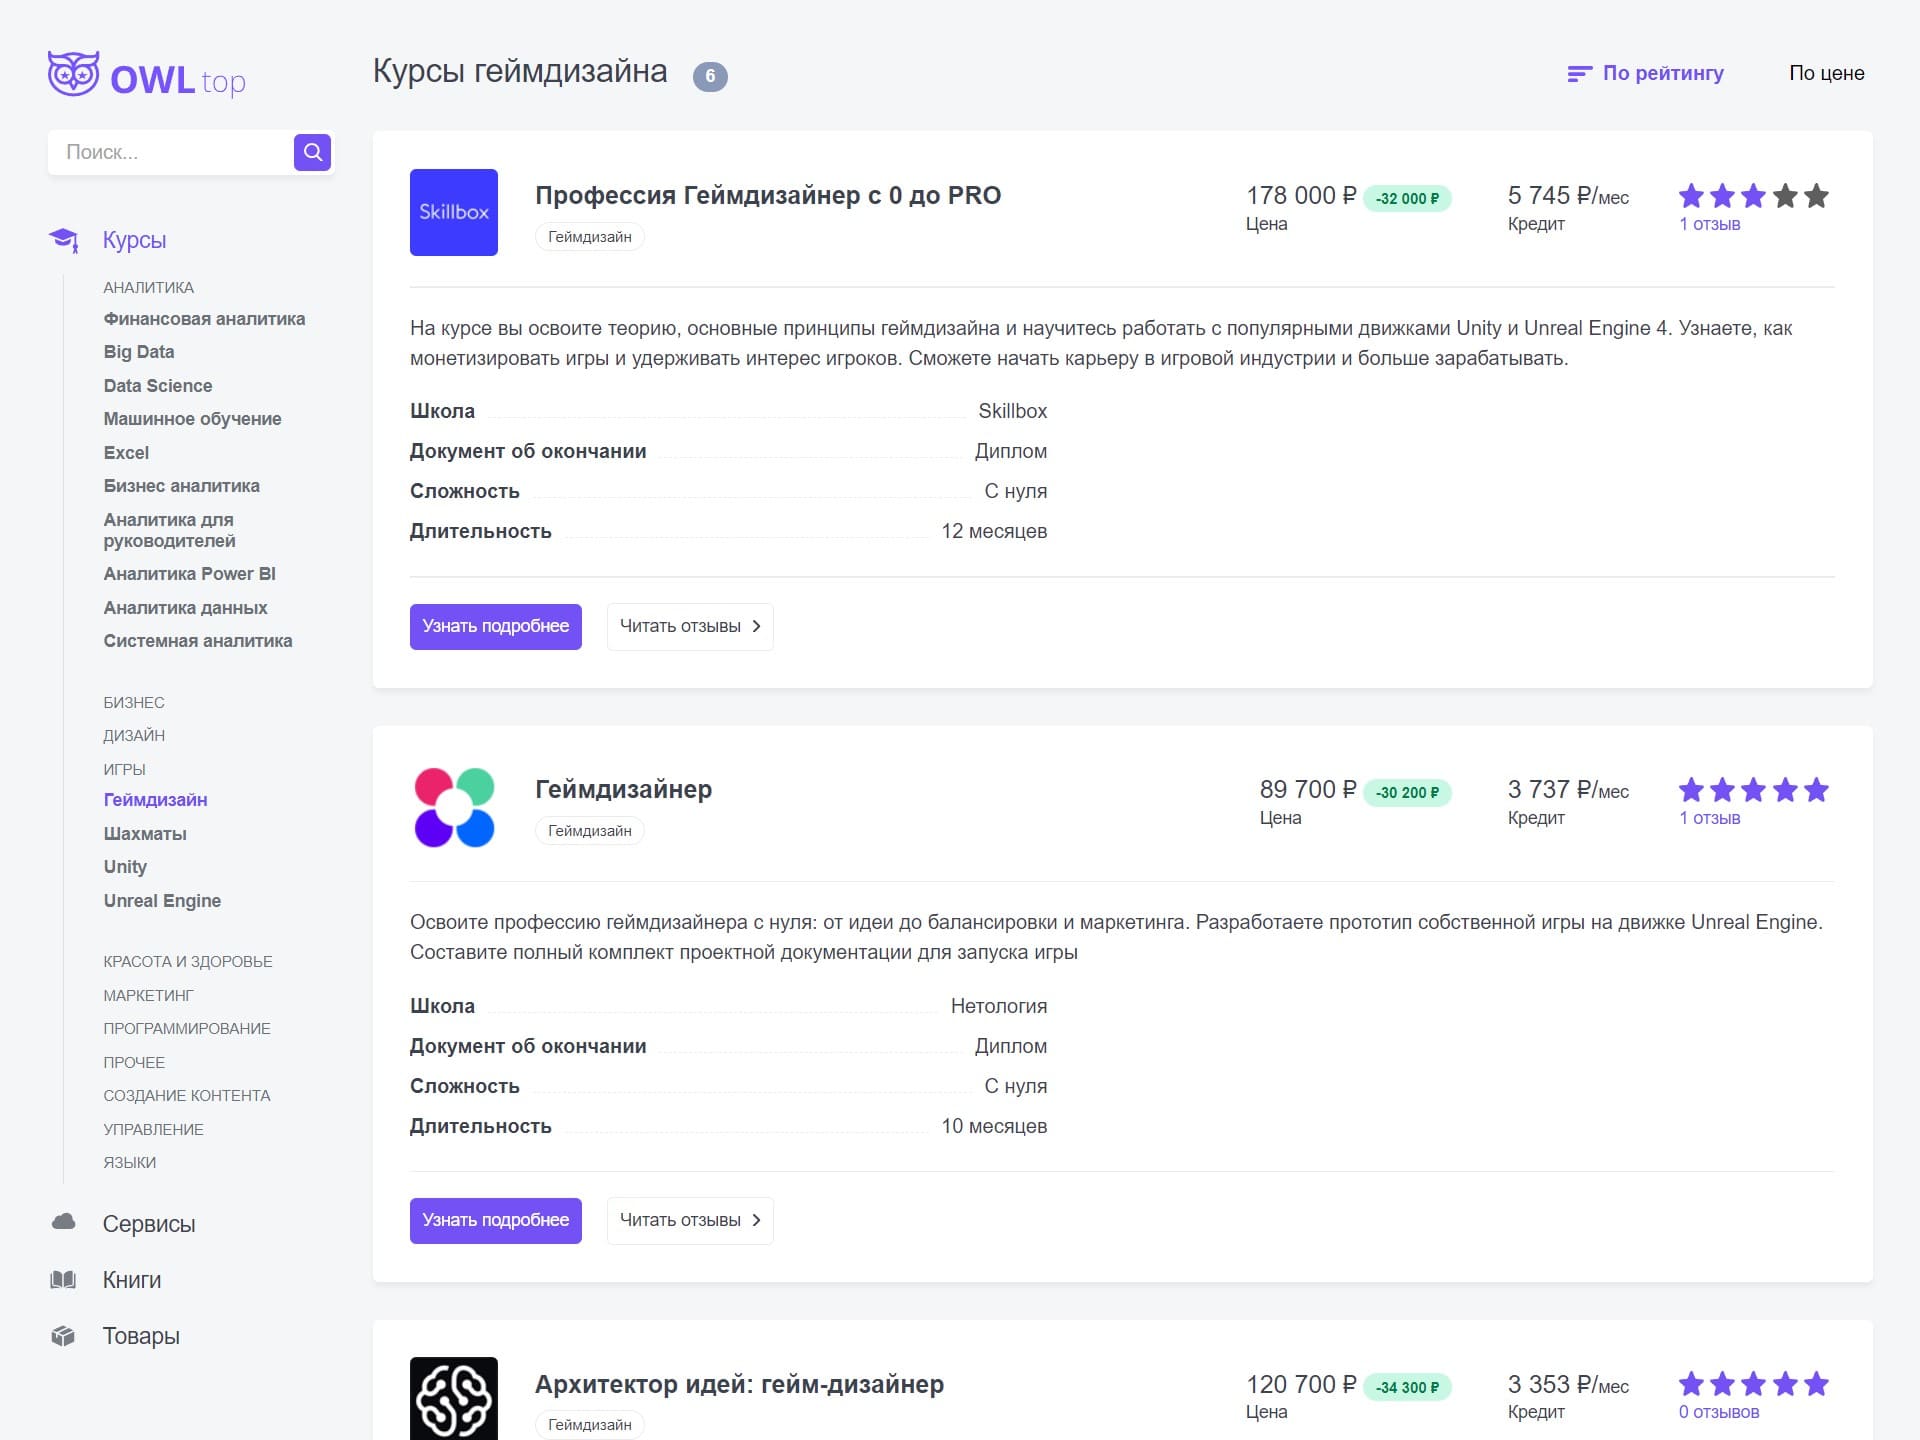 OWL top
Поиск...
Курсы
АНАЛИТИКА
Финансовая аналитика
Big Data
Data Science
Машинное обучение
Excel
Бизнес аналитика
Аналитика для
руководителей
Аналитика Power BI
Аналитика данных
Системная аналитика
БИЗНЕС
ДИЗАЙН
ИГРЫ
Геймдизайн
Шахматы
Unity
Unreal Engine
КРАСОТА И ЗДОРОВЬЕ
МАРКЕТИНГ
ПРОГРАММИРОВАНИЕ
ПРОЧЕЕ
СОЗДАНИЕ КОНТЕНТА
УПРАВЛЕНИЕ
ЯЗЫКИ
Сервисы
Книги
Товары
Курсы геймдизайна 6
По рейтингу По цене
Skillbox
Профессия Геймдизайнер с 0 до PRO
Геймдизайн
178 000 ₽ -32 000 ₽
Цена
5 745 ₽/мес
Кредит
1 отзыв
На курсе вы освоите теорию, основные принципы геймдизайна и научитесь работать с популярными движками Unity и Unreal Engine 4. Узнаете, как
монетизировать игры и удерживать интерес игроков. Сможете начать карьеру в игровой индустрии и больше зарабатывать.
Школа Skillbox
Документ об окончании Диплом
Сложность С нуля
Длительность 12 месяцев
Узнать подробнее Читать отзывы
Геймдизайнер
Геймдизайн
89 700 ₽ -30 200 ₽
Цена
3 737 ₽/мес
Кредит
1 отзыв
Освоите профессию геймдизайнера с нуля: от идеи до балансировки и маркетинга. Разработаете прототип собственной игры на движке Unreal Engine.
Составите полный комплект проектной документации для запуска игры
Школа Нетология
Документ об окончании Диплом
Сложность С нуля
Длительность 10 месяцев
Узнать подробнее Читать отзывы
Архитектор идей: гейм-дизайнер
Геймдизайн
120 700 ₽ -34 300 ₽
Цена
3 353 ₽/мес
Кредит
0 отзывов